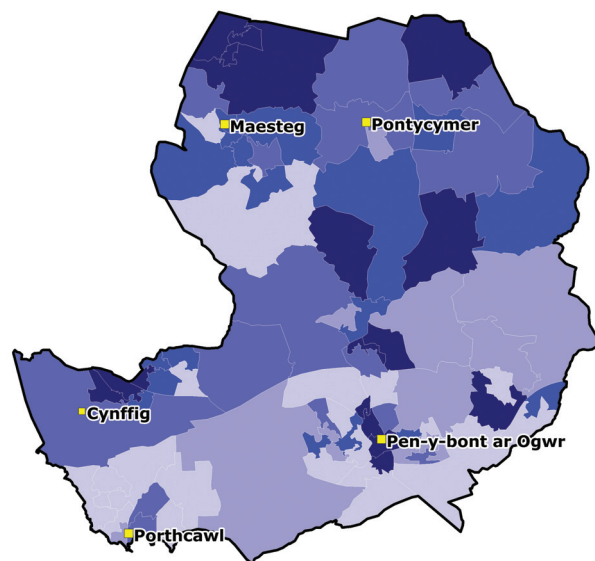 Maesteg
Pontycymer
Cynffig
Pen-y-bont ar Ogwr
Porthcawl